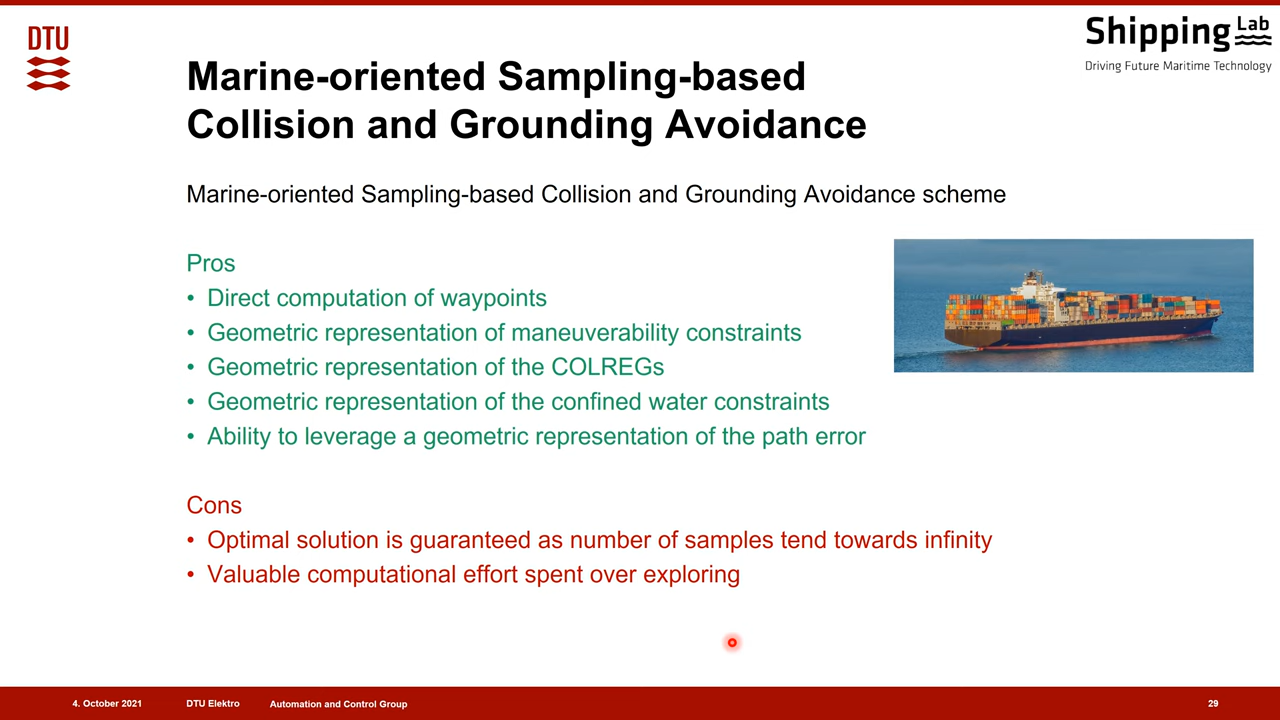 DTU
Shipping Lab
Driving Future Maritime Technology
Marine-oriented Sampling-based
Collision and Grounding Avoidance
Marine-oriented Sampling-based Collision and Grounding Avoidance scheme
Pros
• Direct computation of waypoints
• Geometric representation of maneuverability constraints
• Geometric representation of the COLREGs
• Geometric representation of the confined water constraints
• Ability to leverage a geometric representation of the path error
Cons
• Optimal solution is guaranteed as number of samples tend towards infinity
• Valuable computational effort spent over exploring
4. October 2021 DTU Elektro Automation and Control Group 29